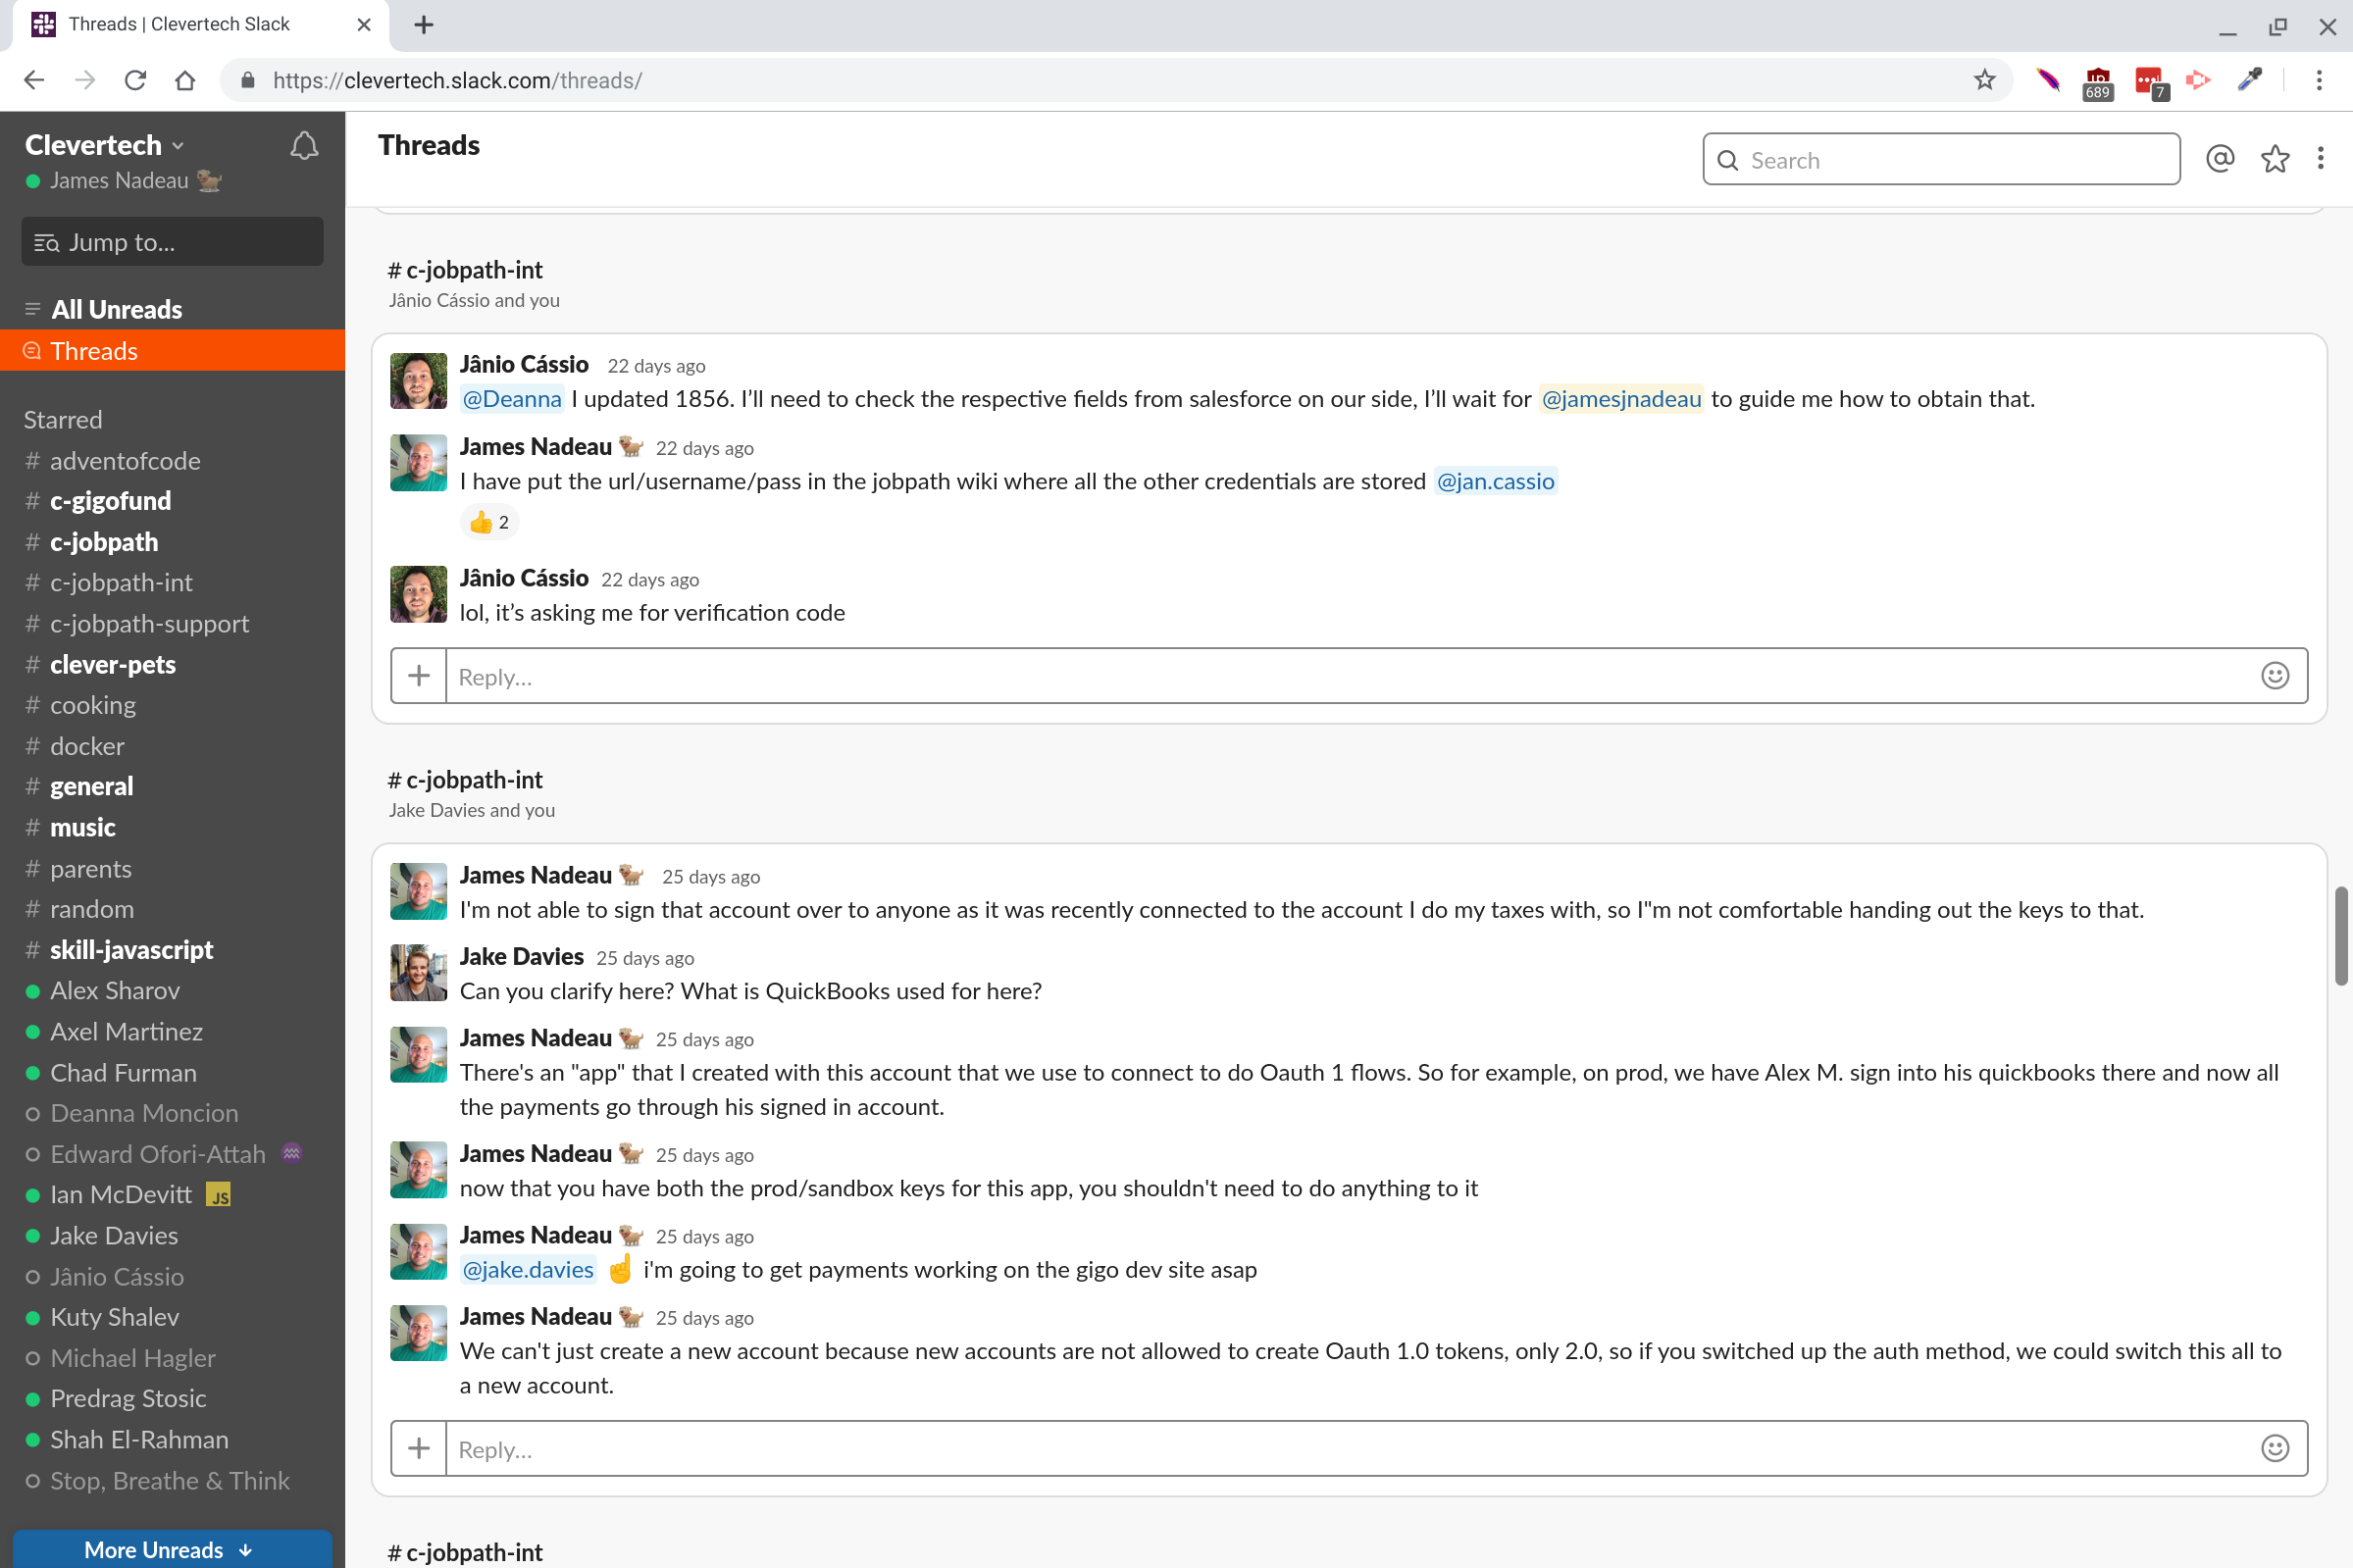 Threads | Clevertech Slack
https://clevertech.slack.com/threads/
689
7
Clevertech
James Nadeau
Jump to...
All Unreads
Threads
Starred
# adventofcode
# c-gigofund
# c-jobpath
# c-jobpath-int
# c-jobpath-support
# clever-pets
# cooking
# docker
# general
# music
# parents
# random
# skill-javascript
Alex Sharov
Axel Martinez
Chad Furman
Deanna Moncion
Edward Ofori-Attah
Ian McDevitt JS
Jake Davies
Jânio Cássio
Kuty Shalev
Michael Hagler
Predrag Stosic
Shah El-Rahman
Stop, Breathe & Think
More Unreads ↓
Threads
Search
# c-jobpath-int
Jânio Cássio and you
Jânio Cássio 22 days ago
@Deanna I updated 1856. I’ll need to check the respective fields from salesforce on our side, I’ll wait for @jamesjnadeau to guide me how to obtain that.
James Nadeau 22 days ago
I have put the url/username/pass in the jobpath wiki where all the other credentials are stored @jan.cassio
👍 2
Jânio Cássio 22 days ago
lol, it’s asking me for verification code
Reply...
# c-jobpath-int
Jake Davies and you
James Nadeau 25 days ago
I'm not able to sign that account over to anyone as it was recently connected to the account I do my taxes with, so I"m not comfortable handing out the keys to that.
Jake Davies 25 days ago
Can you clarify here? What is QuickBooks used for here?
James Nadeau 25 days ago
There's an "app" that I created with this account that we use to connect to do Oauth 1 flows. So for example, on prod, we have Alex M. sign into his quickbooks there and now all
the payments go through his signed in account.
James Nadeau 25 days ago
now that you have both the prod/sandbox keys for this app, you shouldn't need to do anything to it
James Nadeau 25 days ago
@jake.davies ☝ i'm going to get payments working on the gigo dev site asap
James Nadeau 25 days ago
We can't just create a new account because new accounts are not allowed to create Oauth 1.0 tokens, only 2.0, so if you switched up the auth method, we could switch this all to
a new account.
Reply...
# c-jobpath-int